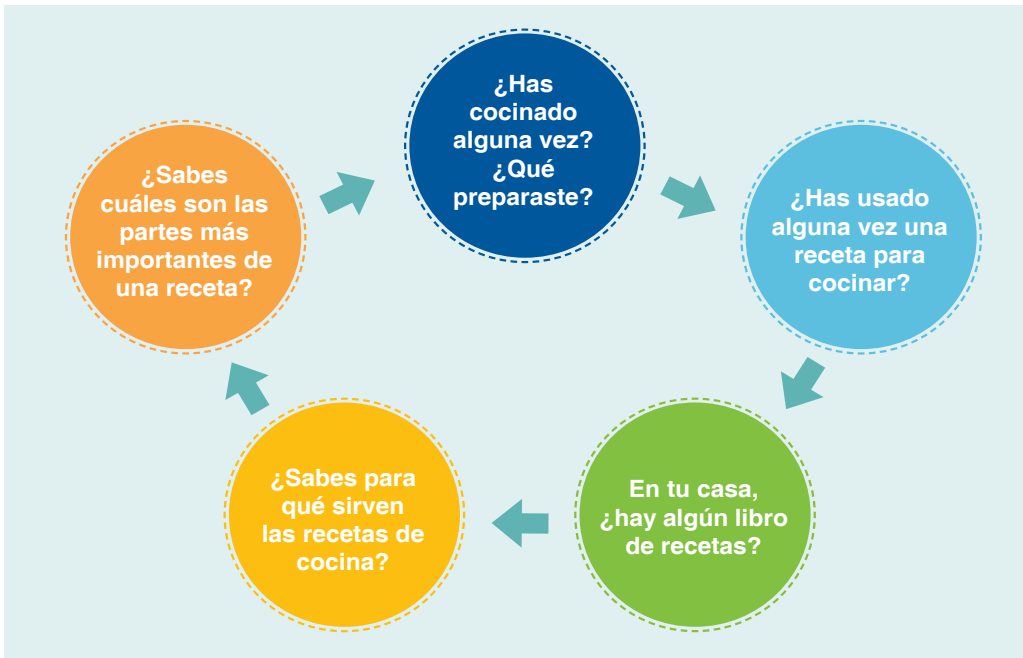 ¿Has
cocinado
alguna vez?
¿Qué
preparaste?
¿Has usado
alguna vez una
receta para
cocinar?
En tu casa,
¿hay algún libro
de recetas?
¿Sabes para
qué sirven
las recetas de
cocina?
¿Sabes
cuáles son las
partes más
importantes de
una receta?